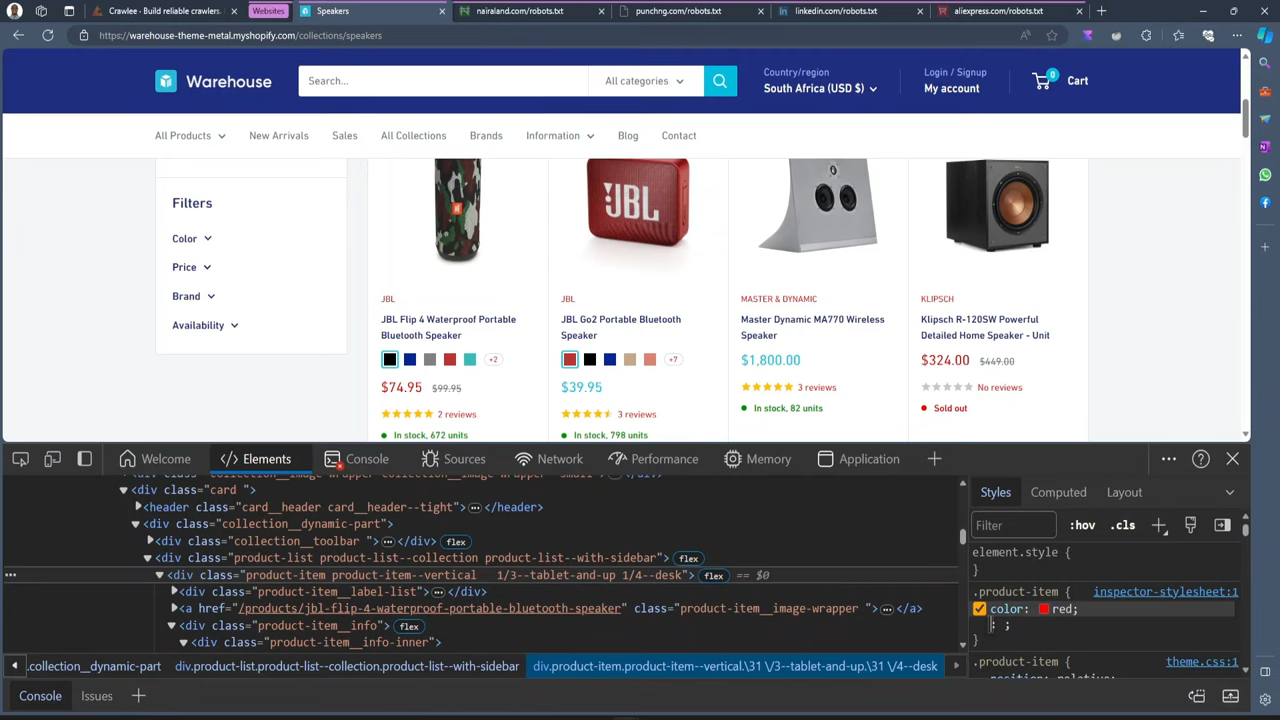 Crawlee - Build reliable crawlers.
Websites
Speakers
nairaland.com/robots.txt
punchng.com/robots.txt
linkedin.com/robots.txt
aliexpress.com/robots.txt
https://warehouse-theme-metal.myshopify.com/collections/speakers
Warehouse
Search...
All categories
Country/region
South Africa (USD $)
Login / Signup
My account
0
Cart
All Products
New Arrivals
Sales
All Collections
Brands
Information
Blog
Contact
Filters
Color
Price
Brand
Availability
JBL
JBL
JBL Flip 4 Waterproof Portable
Bluetooth Speaker
+2
$74.95 $99.95
2 reviews
In stock, 672 units
JBL
JBL Go2 Portable Bluetooth
Speaker
+7
$39.95
3 reviews
In stock, 798 units
MASTER & DYNAMIC
Master Dynamic MA770 Wireless
Speaker
$1,800.00
3 reviews
In stock, 82 units
KLIPSCH
Klipsch R-120SW Powerful
Detailed Home Speaker - Unit
$324.00 $449.00
No reviews
Sold out
Welcome
</> Elements
Console
Sources
Network
Performance
Memory
Application
<div class="card ">
<header class="card__header card__header--tight"> … </header>
<div class="collection__dynamic-part">
<div class="collection__toolbar "> … </div> flex
<div class="product-list product-list--collection product-list--with-sidebar"> flex
<div class="product-item product-item--vertical   1/3--tablet-and-up 1/4--desk"> flex == $0
<div class="product-item__label-list"> … </div>
<a href="/products/jbl-flip-4-waterproof-portable-bluetooth-speaker" class="product-item__image-wrapper "> … </a>
<div class="product-item__info"> flex
<div class="product-item__info-inner">
.collection__dynamic-part
div.product-list.product-list--collection.product-list--with-sidebar
div.product-item.product-item--vertical.\31 \/3--tablet-and-up.\31 \/4--desk
Styles
Computed
Layout
Filter
:hov
.cls
element.style {
}
.product-item {
inspector-stylesheet:1
color: red;
: ;
}
.product-item {
theme.css:1
position: relative;
Console
Issues